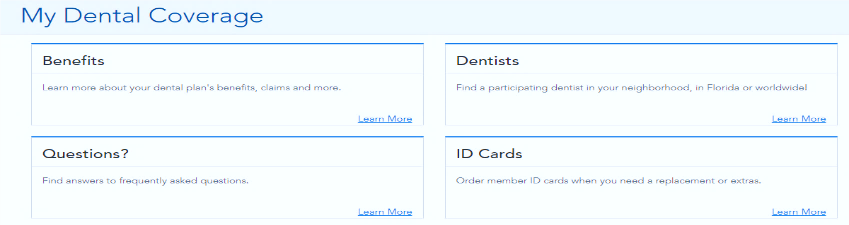 My Dental Coverage
Benefits
Learn more about your dental plan's benefits, claims and more.
Learn More
Dentists
Find a participating dentist in your neighborhood, in Florida or worldwide!
Learn More
Questions?
Find answers to frequently asked questions.
Learn More
ID Cards
Order member ID cards when you need a replacement or extras.
Learn More